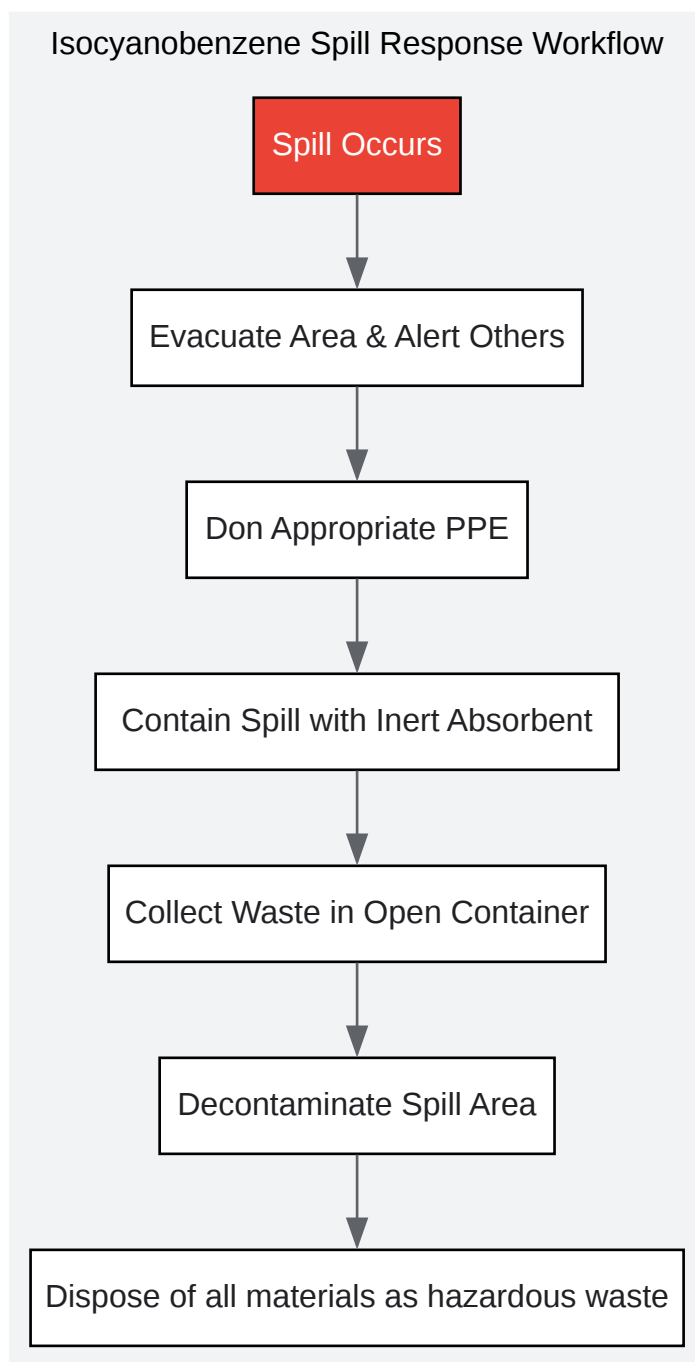 Isocyanobenzene Spill Response Workflow
Spill Occurs
Evacuate Area & Alert Others
Don Appropriate PPE
Contain Spill with Inert Absorbent
Collect Waste in Open Container
Decontaminate Spill Area
Dispose of all materials as hazardous waste